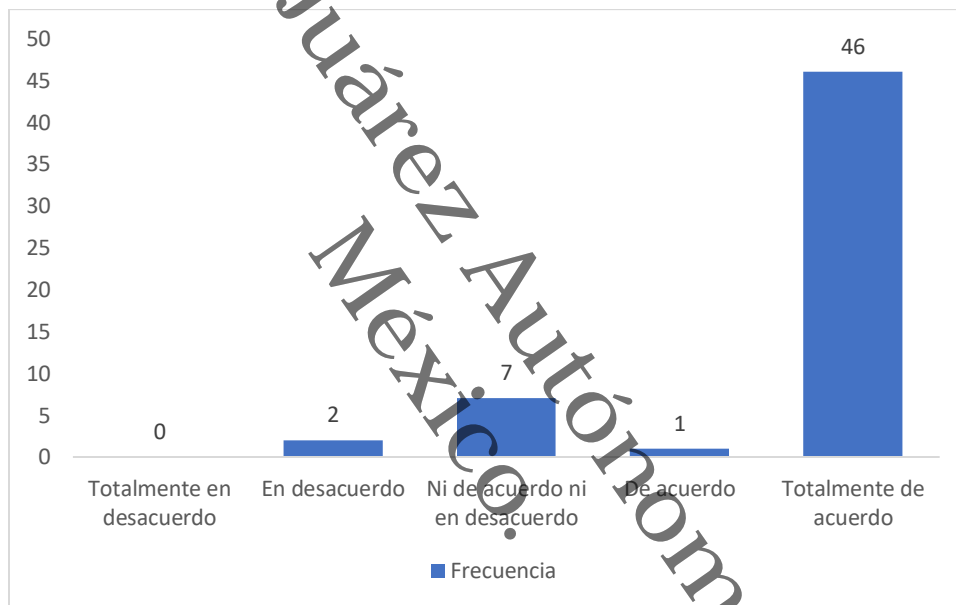 50
45
40
35
30
25
20
15
10
5
0
0
2
7
1
46
Totalmente en
desacuerdo
En desacuerdo
Ni de acuerdo ni
en desacuerdo
De acuerdo
Totalmente de
acuerdo
Frecuencia
Juárez Autónom
México.